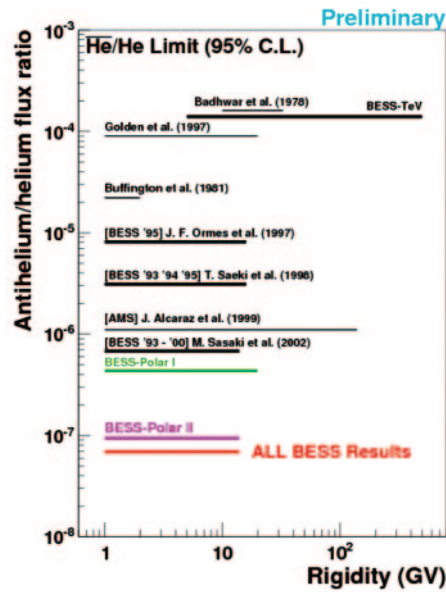 Preliminary
10^-3
He/He Limit (95% C.L.)
Badhwar et al. (1978)
BESS-TeV
10^-4
Golden et al. (1997)
Buffington et al. (1981)
10^-5
[BESS '95] J. F. Ormes et al. (1997)
[BESS '93 '94 '95] T. Saeki et al. (1998)
[AMS] J. Alcaraz et al. (1999)
10^-6
[BESS '93 - '00] M. Sasaki et al. (2002)
BESS-Polar I
BESS-Polar II
10^-7
ALL BESS Results
10^-8
Antihelium/helium flux ratio
1
10
10^2
Rigidity (GV)